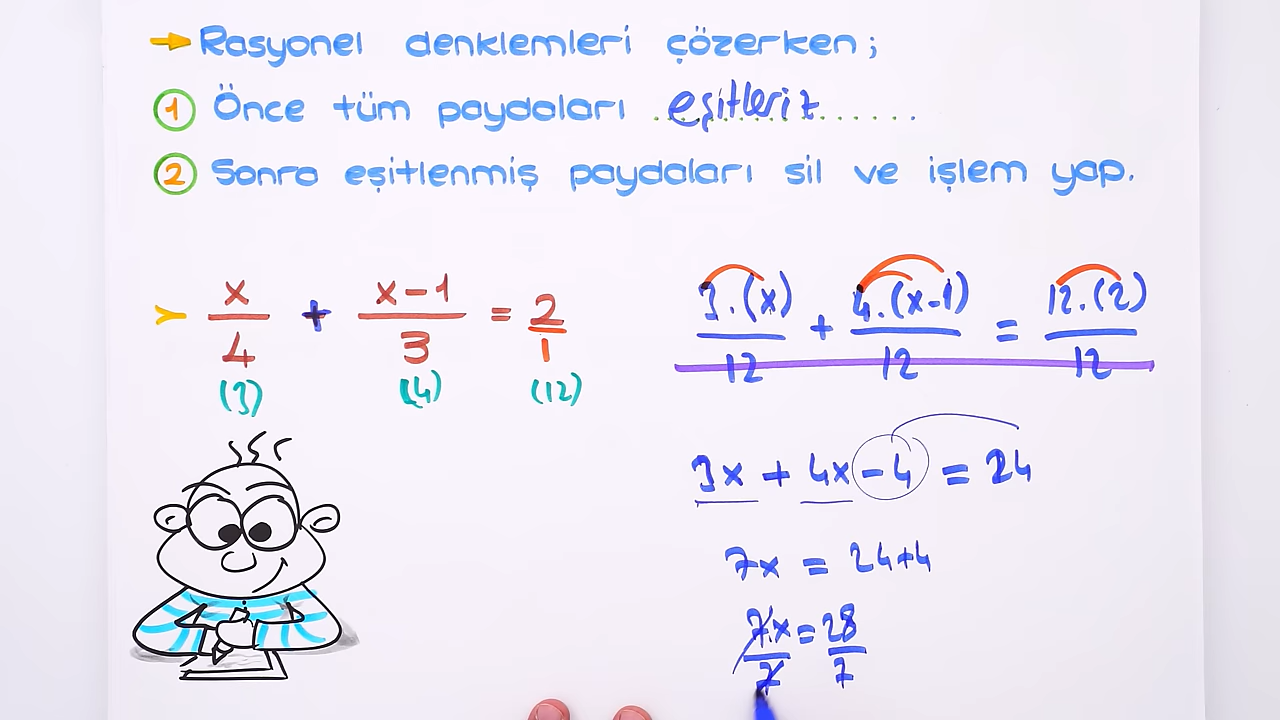 → Rasyonel denklemleri çözerken;
1 Önce tüm paydaları eşitleriz.
2 Sonra eşitlenmiş paydaları sil ve işlem yap.
x/4 + x-1/3 = 2/1
(3) (4) (12)
3.(x)/12 + 4.(x-1)/12 = 12.(2)/12
3x + 4x - 4 = 24
7x = 24+4
7x/7 = 28/7